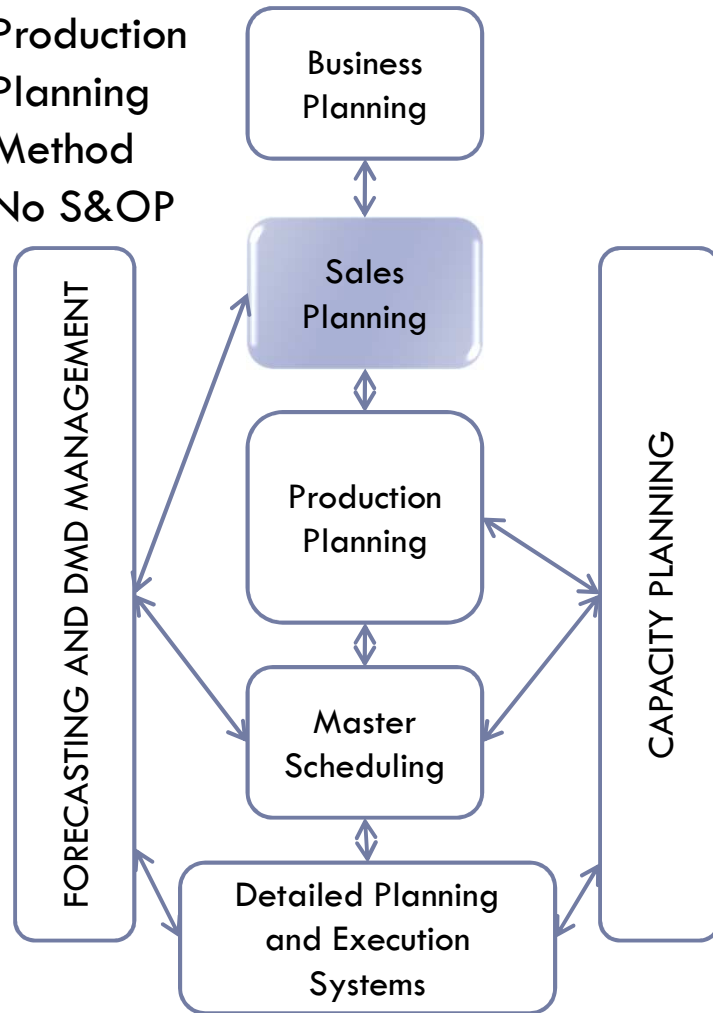 Production
Planning
Method
No S&OP
Business
Planning
Sales
Planning
Production
Planning
Master
Scheduling
Detailed Planning
and Execution
Systems
FORECASTING AND DMD MANAGEMENT
CAPACITY PLANNING